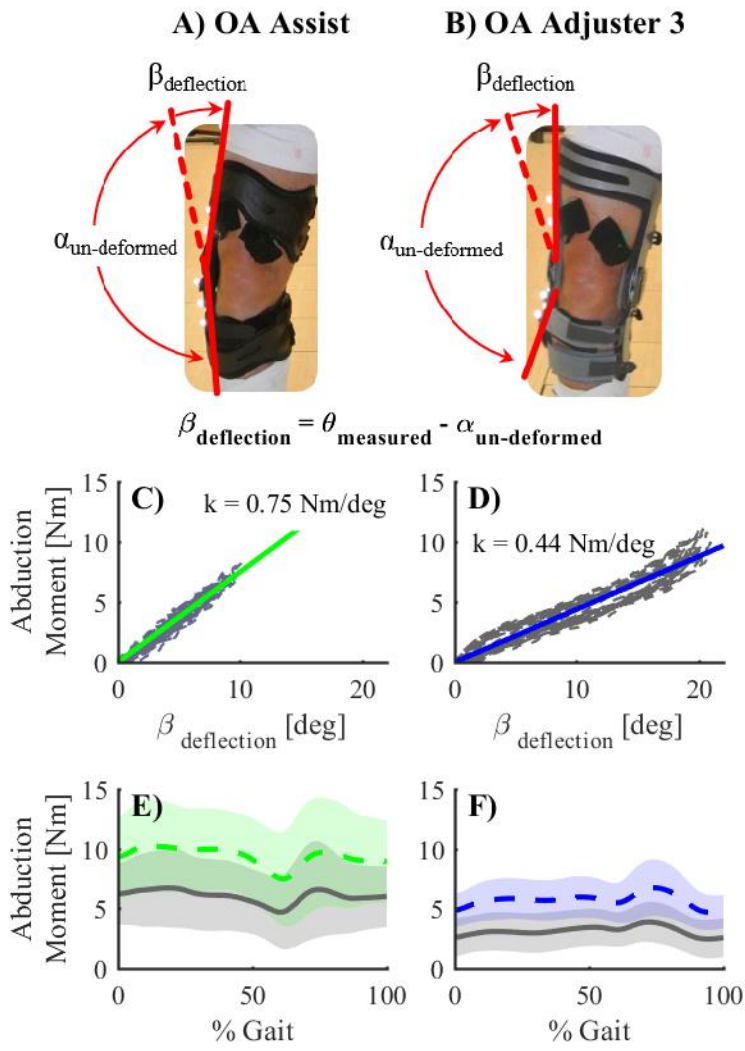 A) OA Assist
B) OA Adjuster 3
βdeflection
βdeflection
αun-deformed
αun-deformed
βdeflection = θmeasured - αun-deformed
15
10
5
0
Abduction
Moment [Nm]
C)
k = 0.75 Nm/deg
0 10 20
β deflection [deg]
15
10
5
0
D)
k = 0.44 Nm/deg
0 10 20
β deflection [deg]
15
10
5
0
Abduction
Moment [Nm]
E)
0 50 100
% Gait
15
10
5
0
F)
0 50 100
% Gait